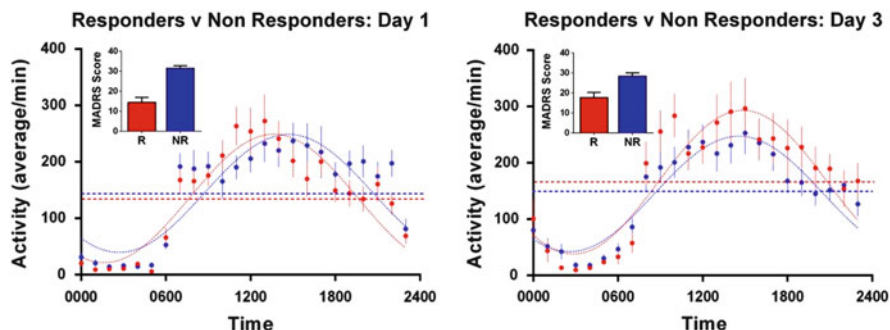 Responders v Non Responders: Day 1
400
300
200
100
0
Activity (average/min)
40
30
20
10
0
MADRS Score
R
NR
0000
0600
1200
1800
2400
Time
Responders v Non Responders: Day 3
400
300
200
100
0
Activity (average/min)
40
30
20
10
0
MADRS Score
R
NR
0000
0600
1200
1800
2400
Time